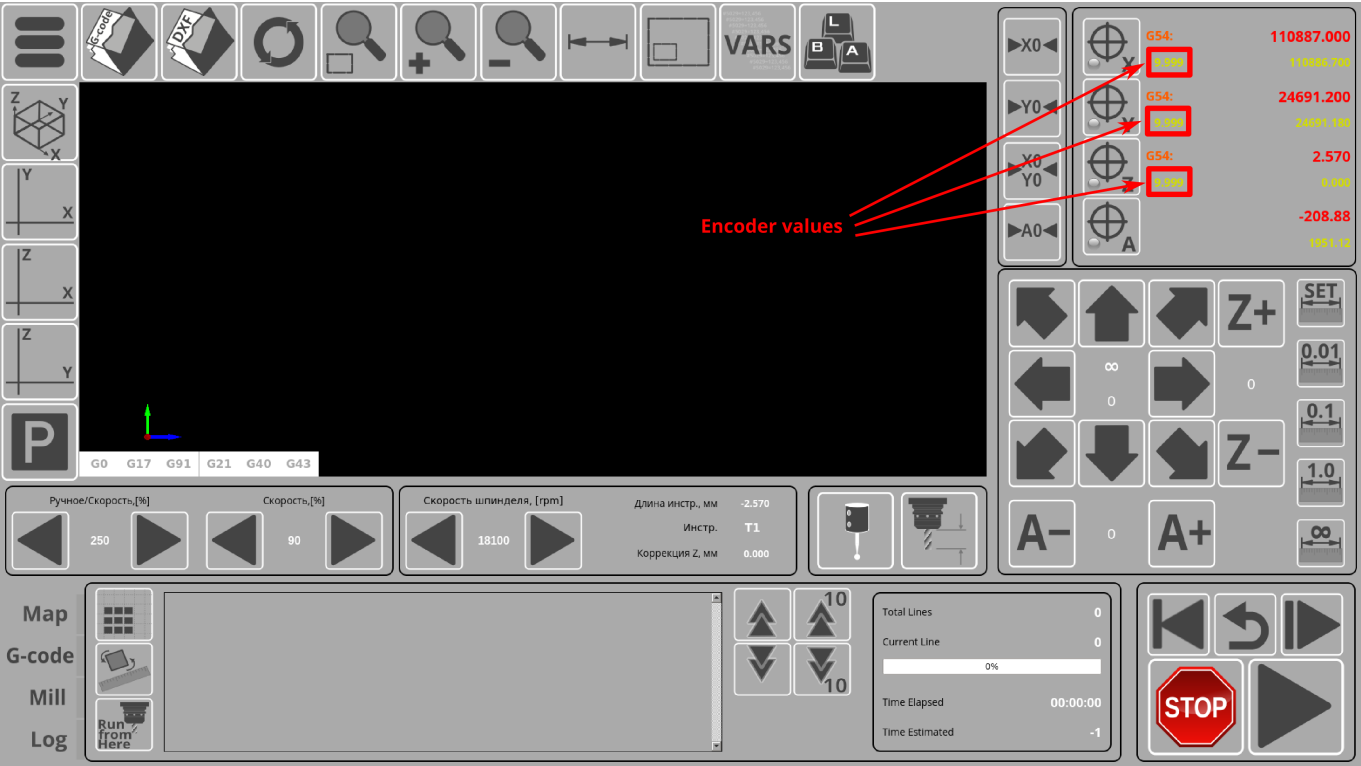 G-code
DXF
VARS
L
B
A
X0
Y0
X0
Y0
A0
X
G54:
110887.000
9.999
110886.700
Y
G54:
24691.200
9.999
24691.180
Z
G54:
2.570
9.999
0.000
A
-208.88
1951.12
Encoder values
Z
Y
X
Y
X
Z
X
Z
Y
P
G0 G17 G91 G21 G40 G43
Z+
SET
0.01
∞
0
0
0.1
Z-
1.0
A-
0
A+
∞
Ручное/Скорость,[%]
250
Скорость,[%]
90
Скорость шпинделя, [rpm]
18100
Длина инстр., мм -2.570
Инстр. T1
Коррекция Z, мм 0.000
Map
G-code
Mill
Log
Run
from
Here
10
10
Total Lines 0
Current Line 0
0%
Time Elapsed 00:00:00
Time Estimated -1
STOP